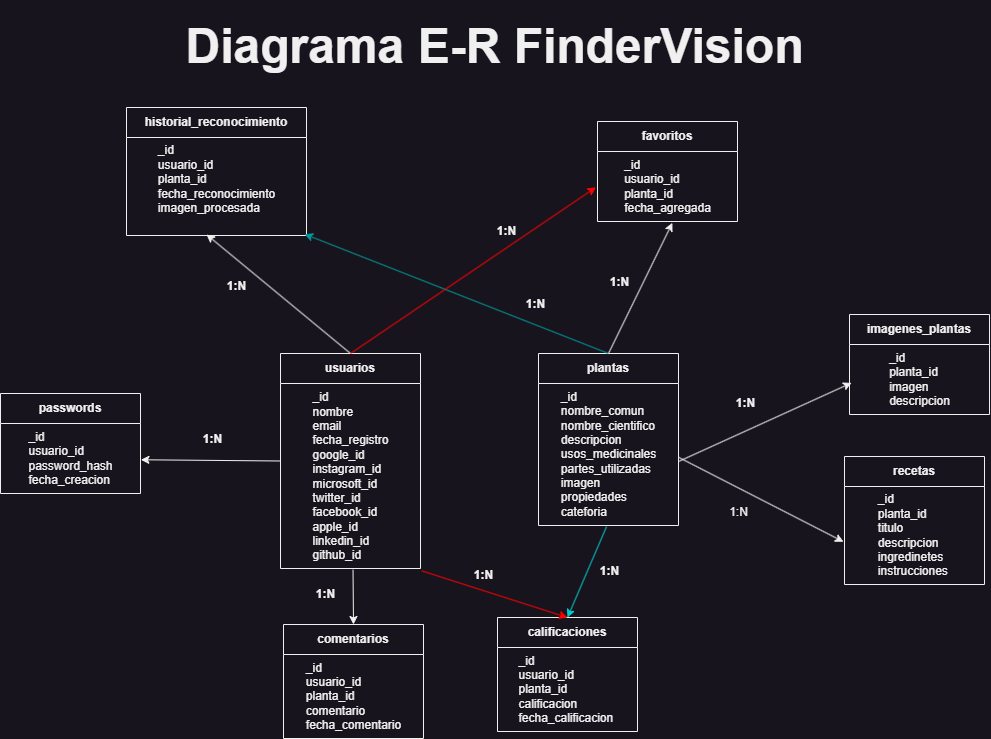 Diagrama E-R FinderVision
historial_reconocimiento
_id
usuario_id
planta_id
fecha_reconocimiento
imagen_procesada
favoritos
_id
usuario_id
planta_id
fecha_agregada
1:N
1:N
1:N
1:N
imagenes_plantas
_id
planta_id
imagen
descripcion
usuarios
_id
nombre
email
fecha_registro
google_id
instagram_id
microsoft_id
twitter_id
facebook_id
apple_id
linkedin_id
github_id
plantas
_id
nombre_comun
nombre_cientifico
descripcion
usos_medicinales
partes_utilizadas
imagen
propiedades
cateforia
passwords
_id
usuario_id
password_hash
fecha_creacion
1:N
1:N
1:N
recetas
_id
planta_id
titulo
descripcion
ingredinetes
instrucciones
1:N
1:N
1:N
comentarios
_id
usuario_id
planta_id
comentario
fecha_comentario
calificaciones
_id
usuario_id
planta_id
calificacion
fecha_calificacion